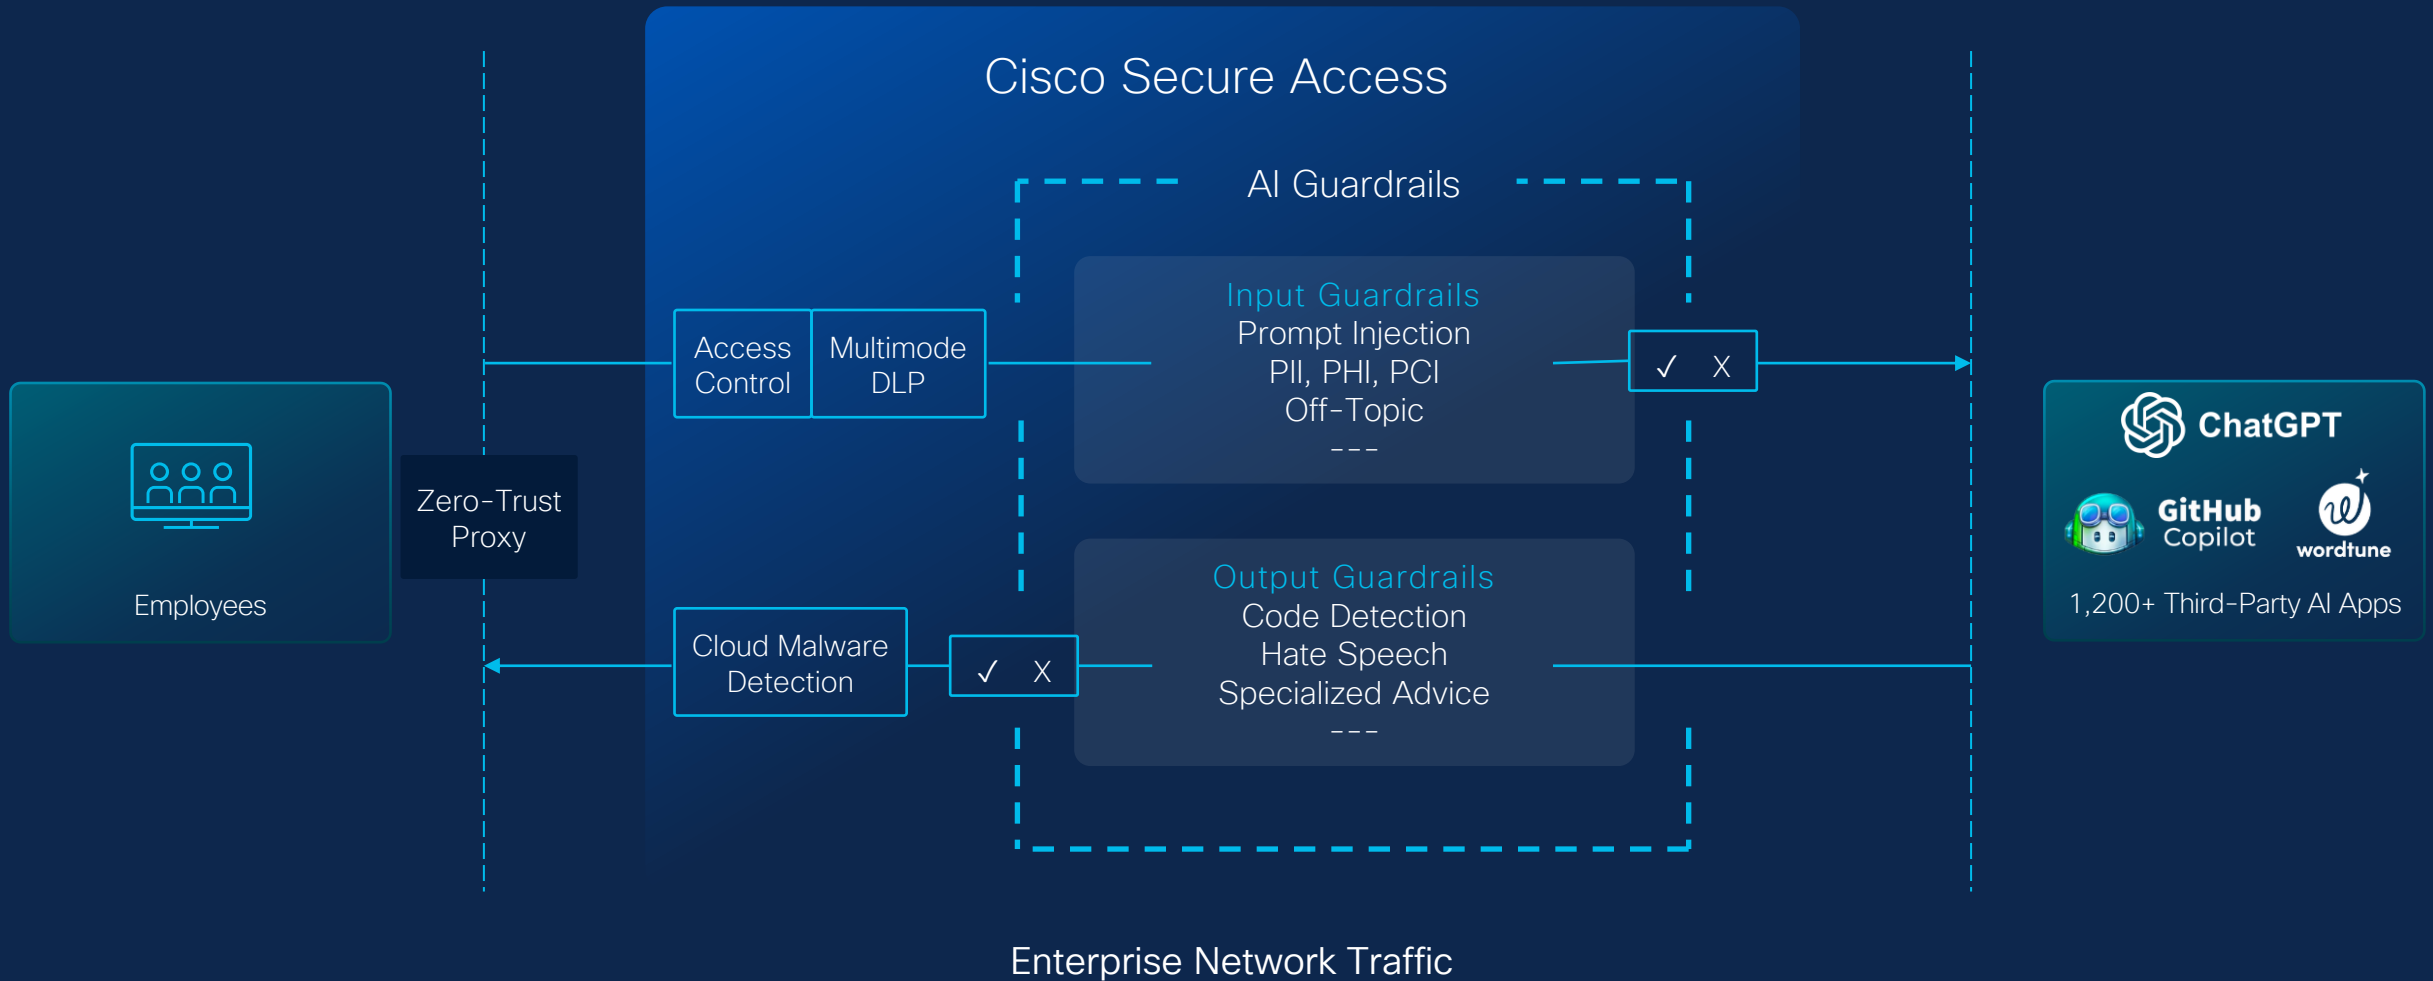 Cisco Secure Access
AI Guardrails
Input Guardrails
Prompt Injection
PII, PHI, PCI
Off-Topic
---
Access
Control
Multimode
DLP
✓ X
Employees
Zero-Trust
Proxy
ChatGPT
GitHub
Copilot
wordtune
1,200+ Third-Party AI Apps
Output Guardrails
Code Detection
Hate Speech
Specialized Advice
---
Cloud Malware
Detection
✓ X
Enterprise Network Traffic